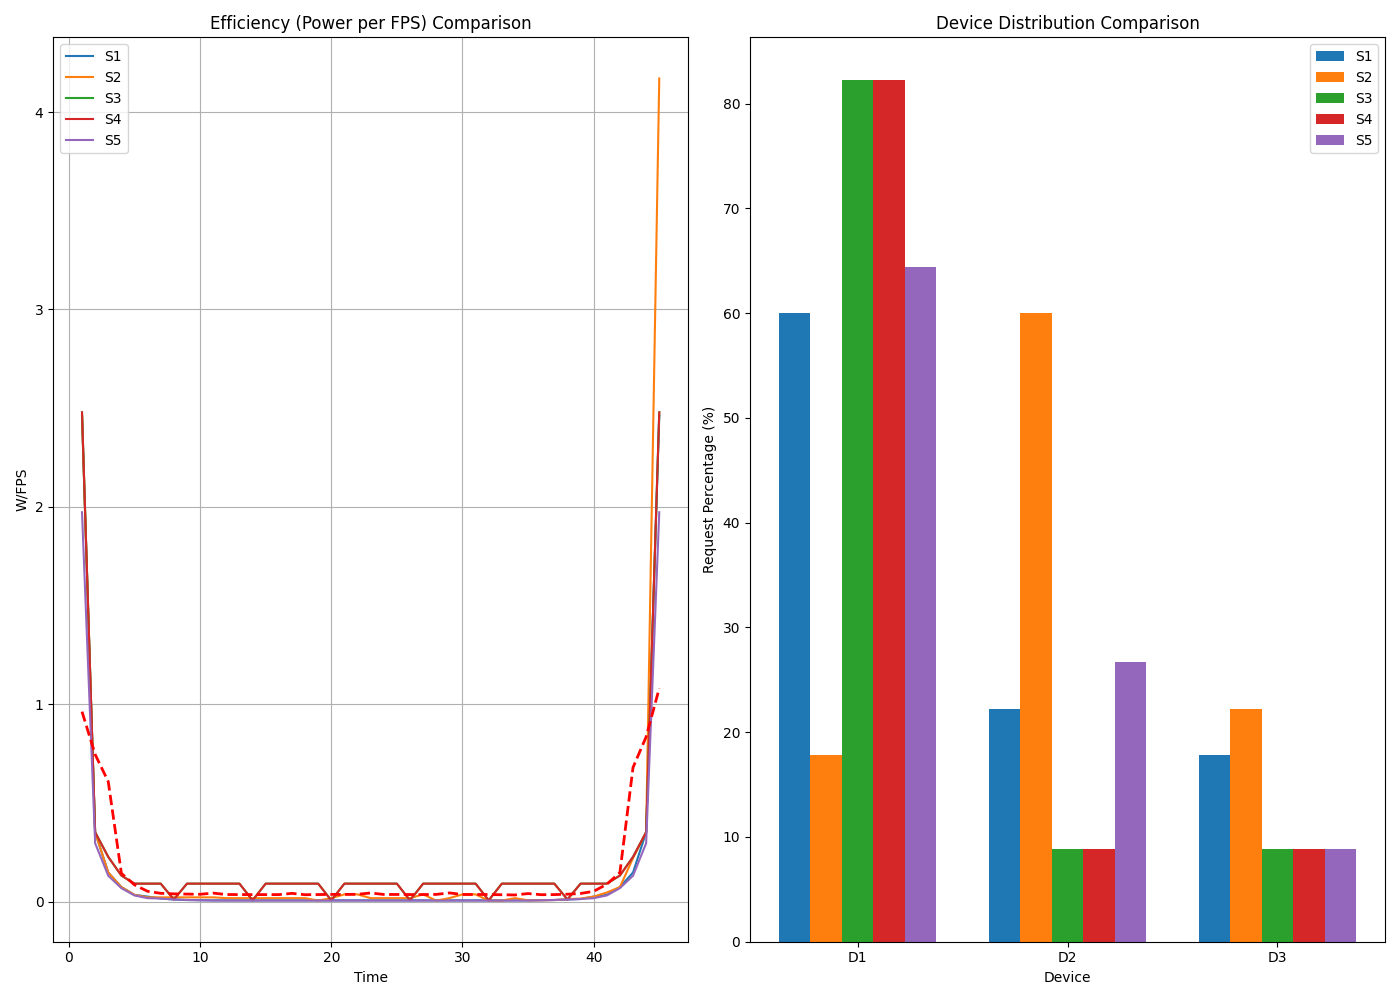 Efficiency (Power per FPS) Comparison
S1
S2
S3
S4
S5
4
3
2
1
0
W/FPS
0 10 20 30 40
Time
Device Distribution Comparison
S1
S2
S3
S4
S5
80
70
60
50
40
30
20
10
0
Request Percentage (%)
D1 D2 D3
Device